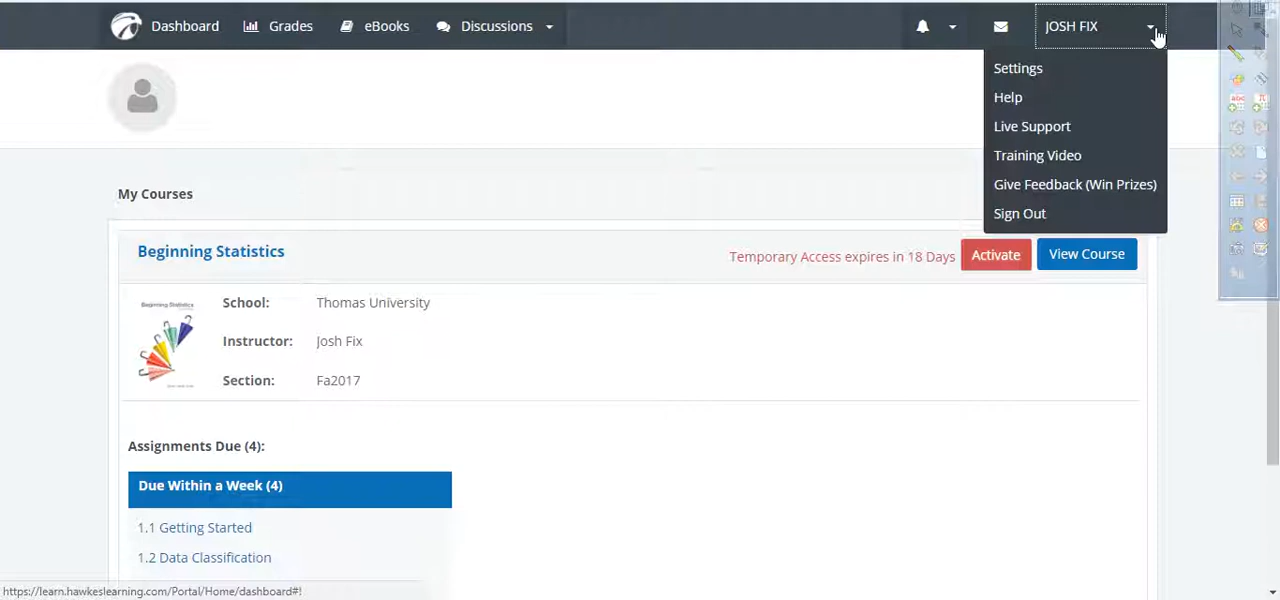 Dashboard Grades eBooks Discussions JOSH FIX
Settings
Help
Live Support
Training Video
Give Feedback (Win Prizes)
Sign Out
My Courses
Beginning Statistics
Temporary Access expires in 18 Days Activate View Course
Beginning Statistics
School: Thomas University
Instructor: Josh Fix
Section: Fa2017
Assignments Due (4):
Due Within a Week (4)
1.1 Getting Started
1.2 Data Classification
https://learn.hawkeslearning.com/Portal/Home/dashboard#!